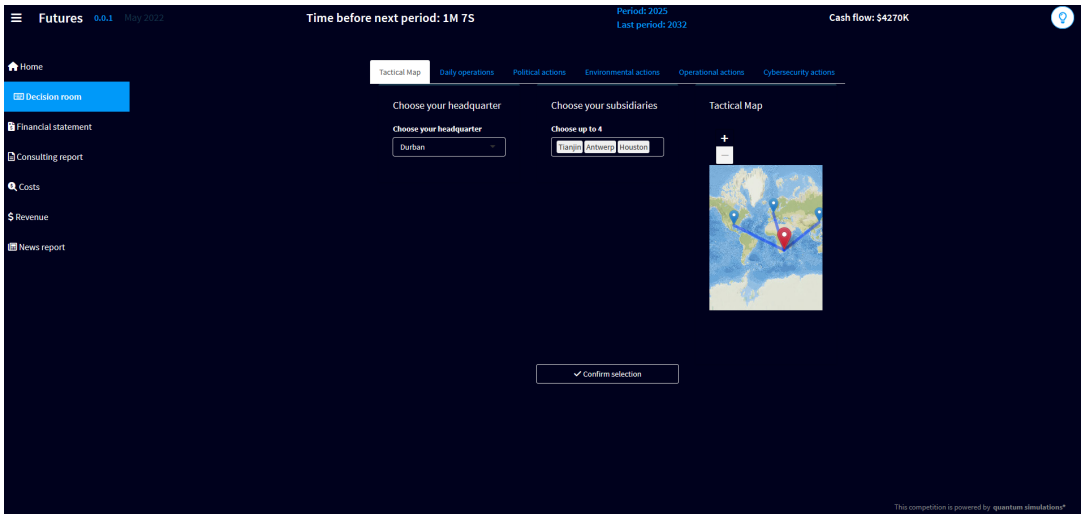 Futures 0.0.1 May 2022
Time before next period: 1M 7S
Period: 2025
Last period: 2032
Cash flow: $4270K
Home
Decision room
Financial statement
Consulting report
Costs
Revenue
News report
Tactical Map Daily operations Political actions Environmental actions Operational actions Cybersecurity actions
Choose your headquarter
Choose your headquarter
Durban
Choose your subsidiaries
Choose up to 4
Tianjin Antwerp Houston
Tactical Map
+
−
Confirm selection
This competition is powered by quantum simulations*